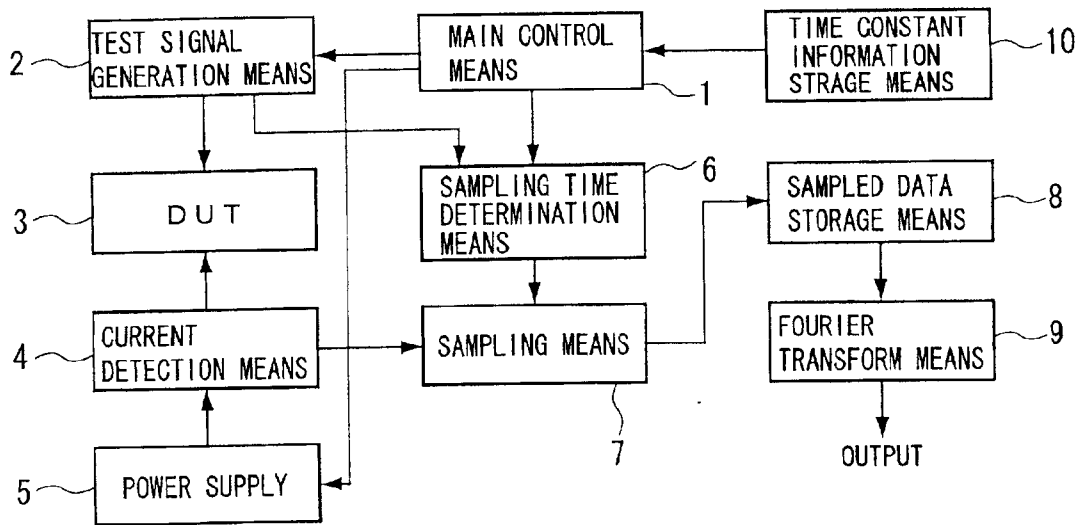 2
TEST SIGNAL
GENERATION MEANS
MAIN CONTROL
MEANS
1
TIME CONSTANT
INFORMATION
STRAGE MEANS
10
3
DUT
SAMPLING TIME
DETERMINATION
MEANS
6
SAMPLED DATA
STORAGE MEANS
8
4
CURRENT
DETECTION MEANS
SAMPLING MEANS
7
FOURIER
TRANSFORM MEANS
9
5
POWER SUPPLY
OUTPUT